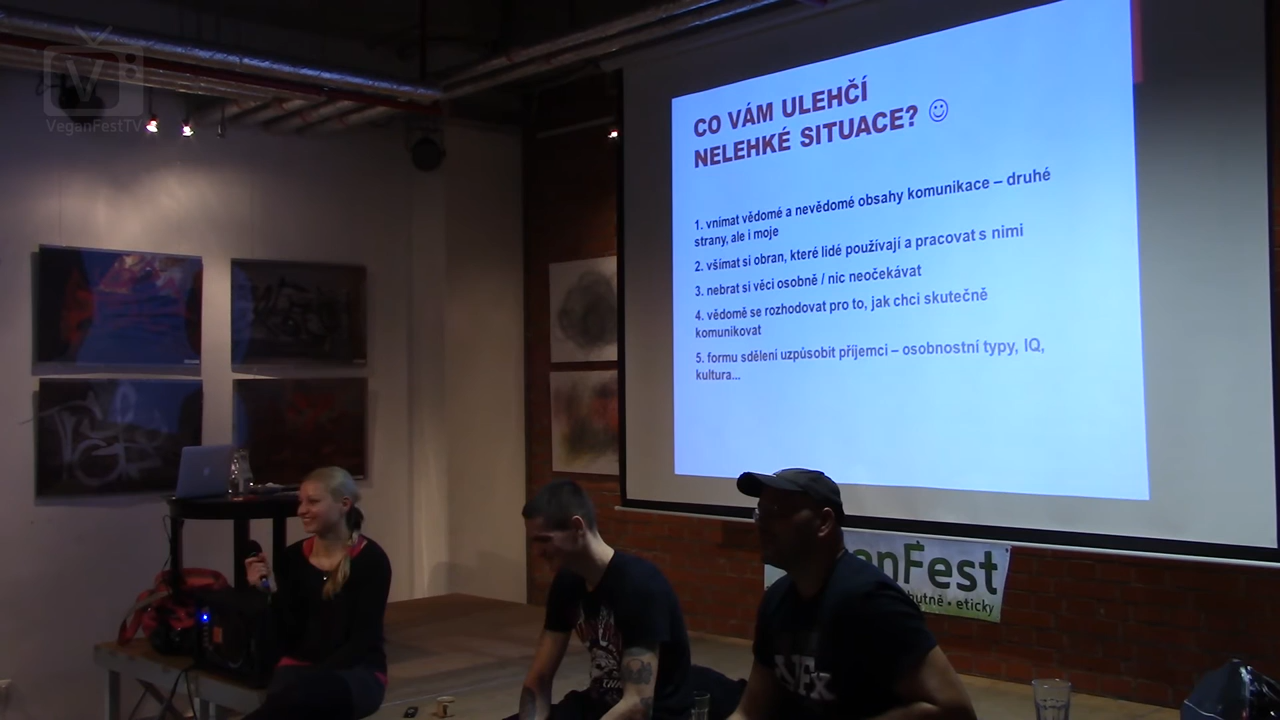 VeganFestTV
CO VÁM ULEHČÍ
NELEHKÉ SITUACE? ☺
1. vnímat vědomé a nevědomé obsahy komunikace – druhé
strany, ale i moje
2. všímat si obran, které lidé používají a pracovat s nimi
3. nebrat si věci osobně / nic neočekávat
4. vědomě se rozhodovat pro to, jak chci skutečně
komunikovat
5. formu sdělení uzpůsobit příjemci – osobnostní typy, IQ,
kultura...
enFest
hutně • eticky